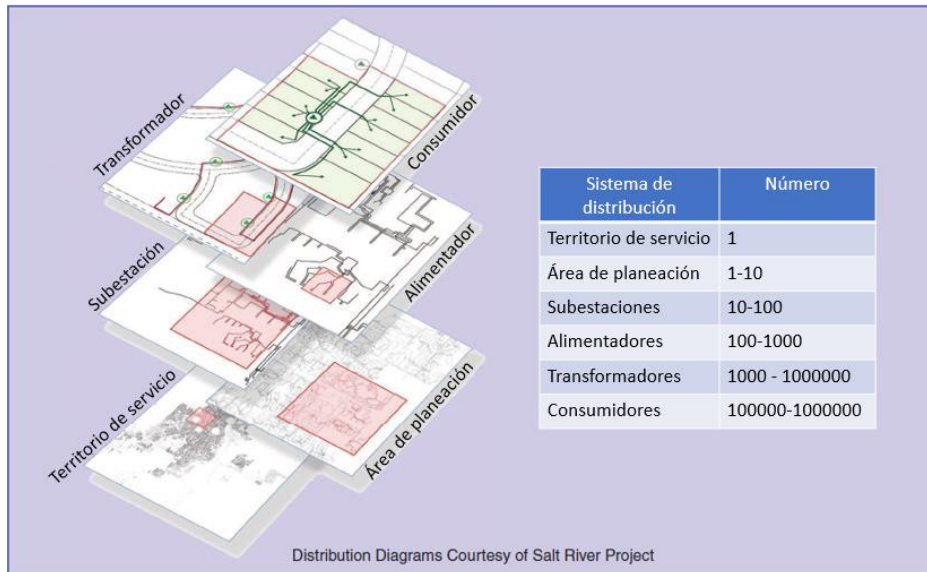 Transformador
Consumidor
Subestación
Alimentador
Territorio de servicio
Área de planeación
Sistema de
distribución
Número
Territorio de servicio 1
Área de planeación 1-10
Subestaciones 10-100
Alimentadores 100-1000
Transformadores 1000 - 1000000
Consumidores 100000-1000000
Distribution Diagrams Courtesy of Salt River Project